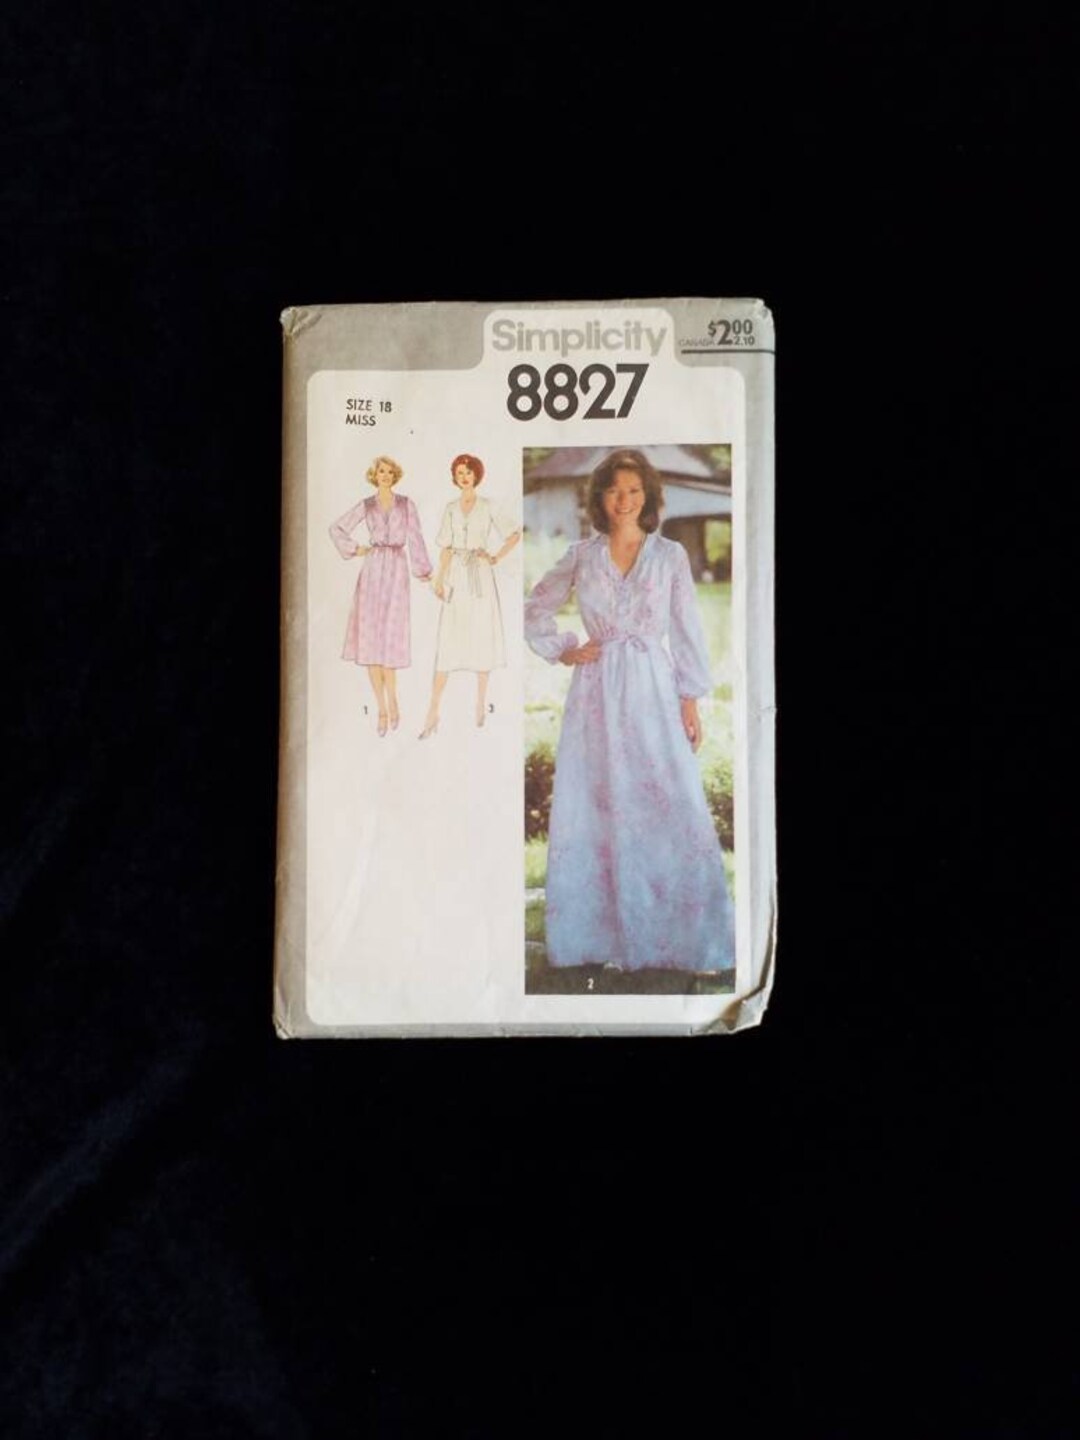 Simplicity
$2.00
CANADA 2.10
8827
SIZE 18
MISS
1
3
2